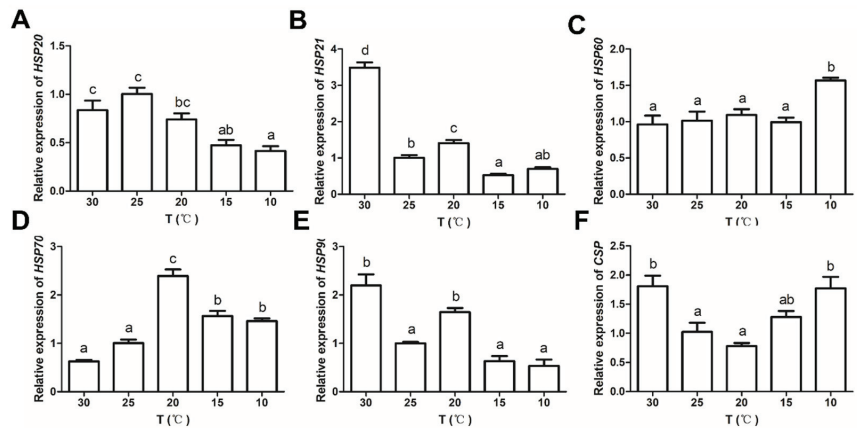 A
Relative expression of HSP20
1.5
1.0
0.5
0.0
c
c
bc
ab
a
30 25 20 15 10
T (℃)
B
Relative expression of HSP21
4
3
2
1
0
d
b
c
a
ab
30 25 20 15 10
T (℃)
C
Relative expression of HSP60
2.0
1.5
1.0
0.5
0.0
a
a
a
a
b
30 25 20 15 10
T (℃)
D
Relative expression of HSP70
3
2
1
0
a
a
c
b
b
30 25 20 15 10
T (℃)
E
Relative expression of
3
2
1
0
b
a
b
a
a
30 25 20 15 10
T (℃)
F
Relative expression of CSP
2.5
2.0
1.5
1.0
0.5
0.0
b
a
a
ab
b
30 25 20 15 10
T (℃)